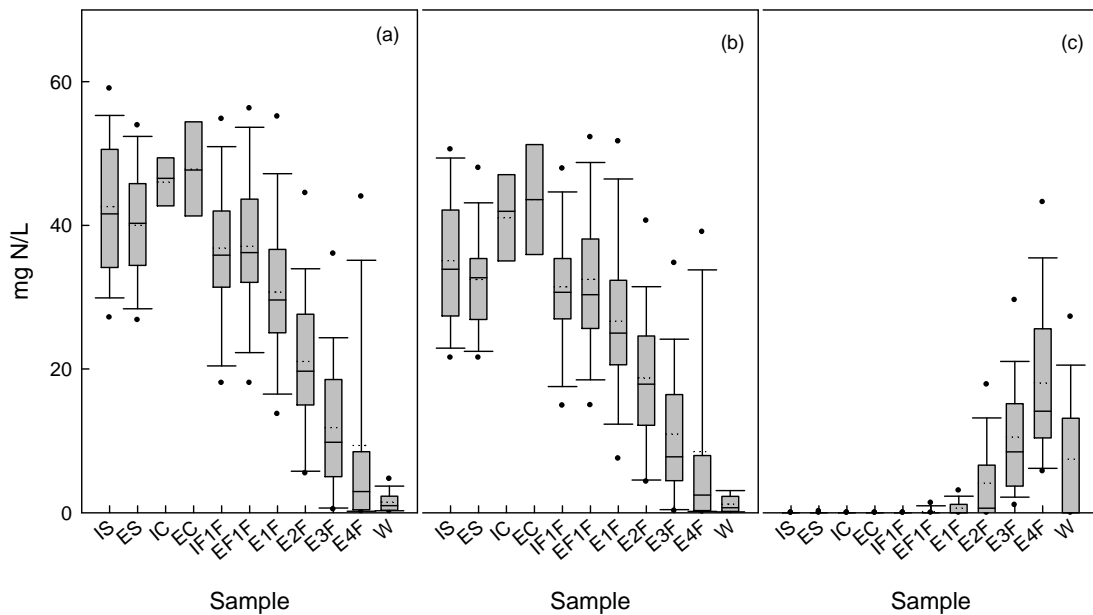 (a) (b) (c)
60
40
20
0
mg N/L
IS ES IC EC IF1F EF1F E1F E2F E3F E4F W
IS ES IC EC IF1F EF1F E1F E2F E3F E4F W
IS ES IC EC IF1F EF1F E1F E2F E3F E4F W
Sample Sample Sample